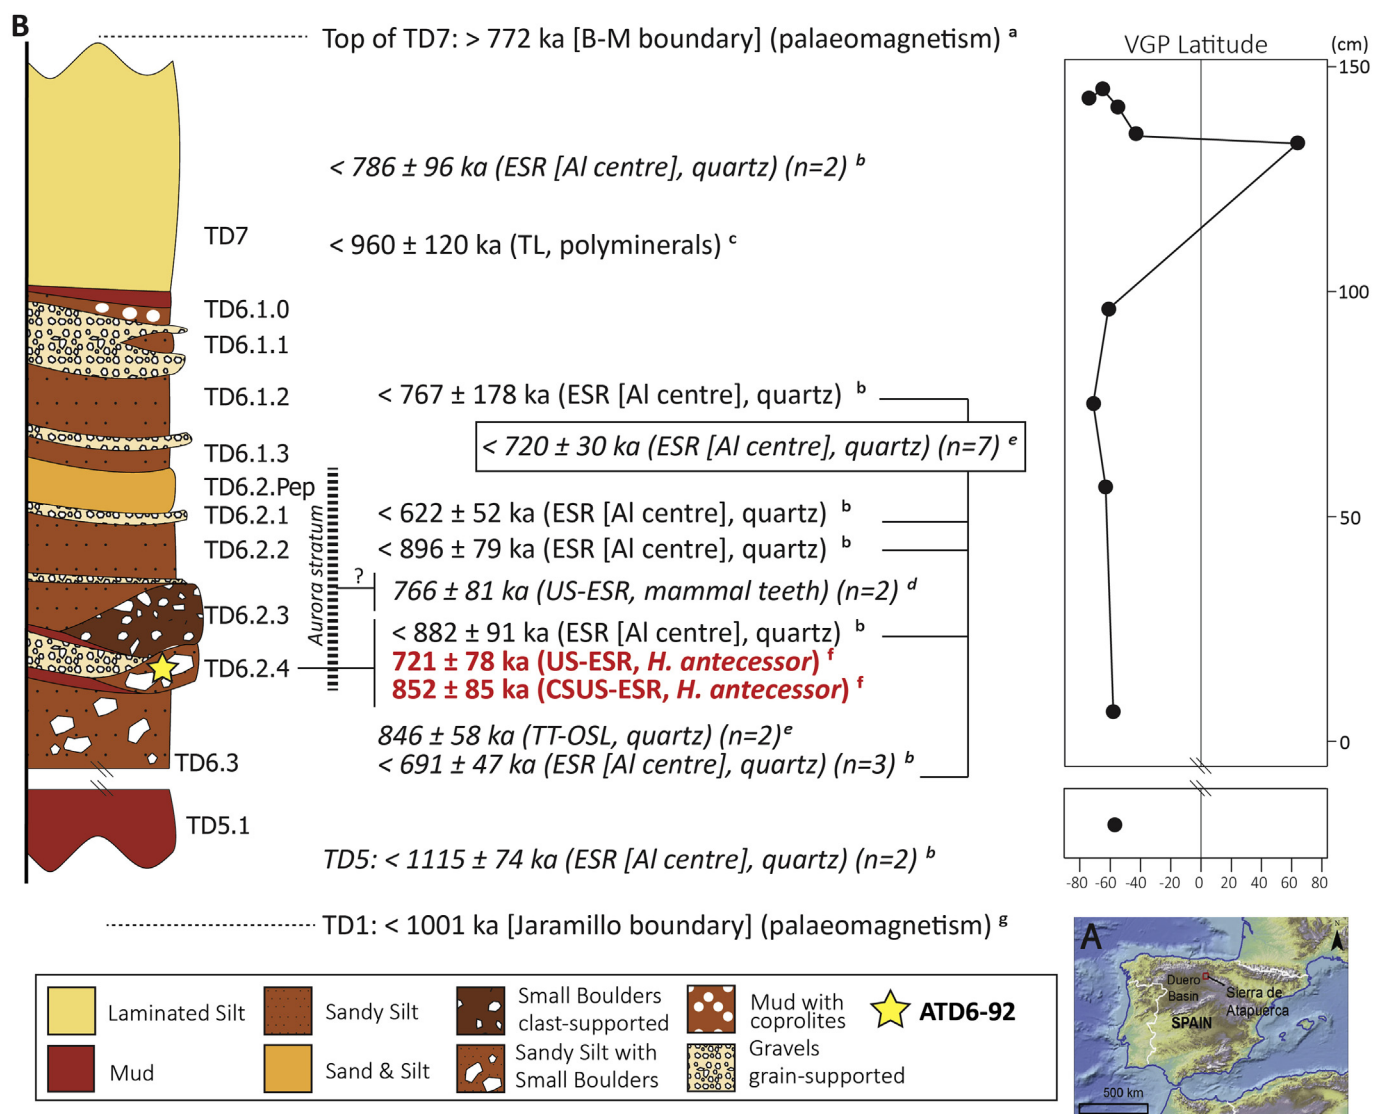 B
Top of TD7: > 772 ka [B-M boundary] (palaeomagnetism) a
< 786 ± 96 ka (ESR [Al centre], quartz) (n=2) b
TD7
< 960 ± 120 ka (TL, polyminerals) c
TD6.1.0
TD6.1.1
TD6.1.2
< 767 ± 178 ka (ESR [Al centre], quartz) b
< 720 ± 30 ka (ESR [Al centre], quartz) (n=7) e
TD6.1.3
TD6.2.Pep
TD6.2.1
< 622 ± 52 ka (ESR [Al centre], quartz) b
TD6.2.2
< 896 ± 79 ka (ESR [Al centre], quartz) b
Aurora stratum
?
766 ± 81 ka (US-ESR, mammal teeth) (n=2) d
TD6.2.3
< 882 ± 91 ka (ESR [Al centre], quartz) b
TD6.2.4
721 ± 78 ka (US-ESR, H. antecessor) f
852 ± 85 ka (CSUS-ESR, H. antecessor) f
846 ± 58 ka (TT-OSL, quartz) (n=2) e
TD6.3
< 691 ± 47 ka (ESR [Al centre], quartz) (n=3) b
TD5.1
TD5: < 1115 ± 74 ka (ESR [Al centre], quartz) (n=2) b
TD1: < 1001 ka [Jaramillo boundary] (palaeomagnetism) g
VGP Latitude
(cm)
150
100
50
0
-80 -60 -40 -20 0 20 40 60 80
Laminated Silt
Mud
Sandy Silt
Sand & Silt
Small Boulders
clast-supported
Sandy Silt with
Small Boulders
Mud with
coprolites
Gravels
grain-supported
ATD6-92
A
N
Duero
Basin
Sierra de
Atapuerca
SPAIN
500 km